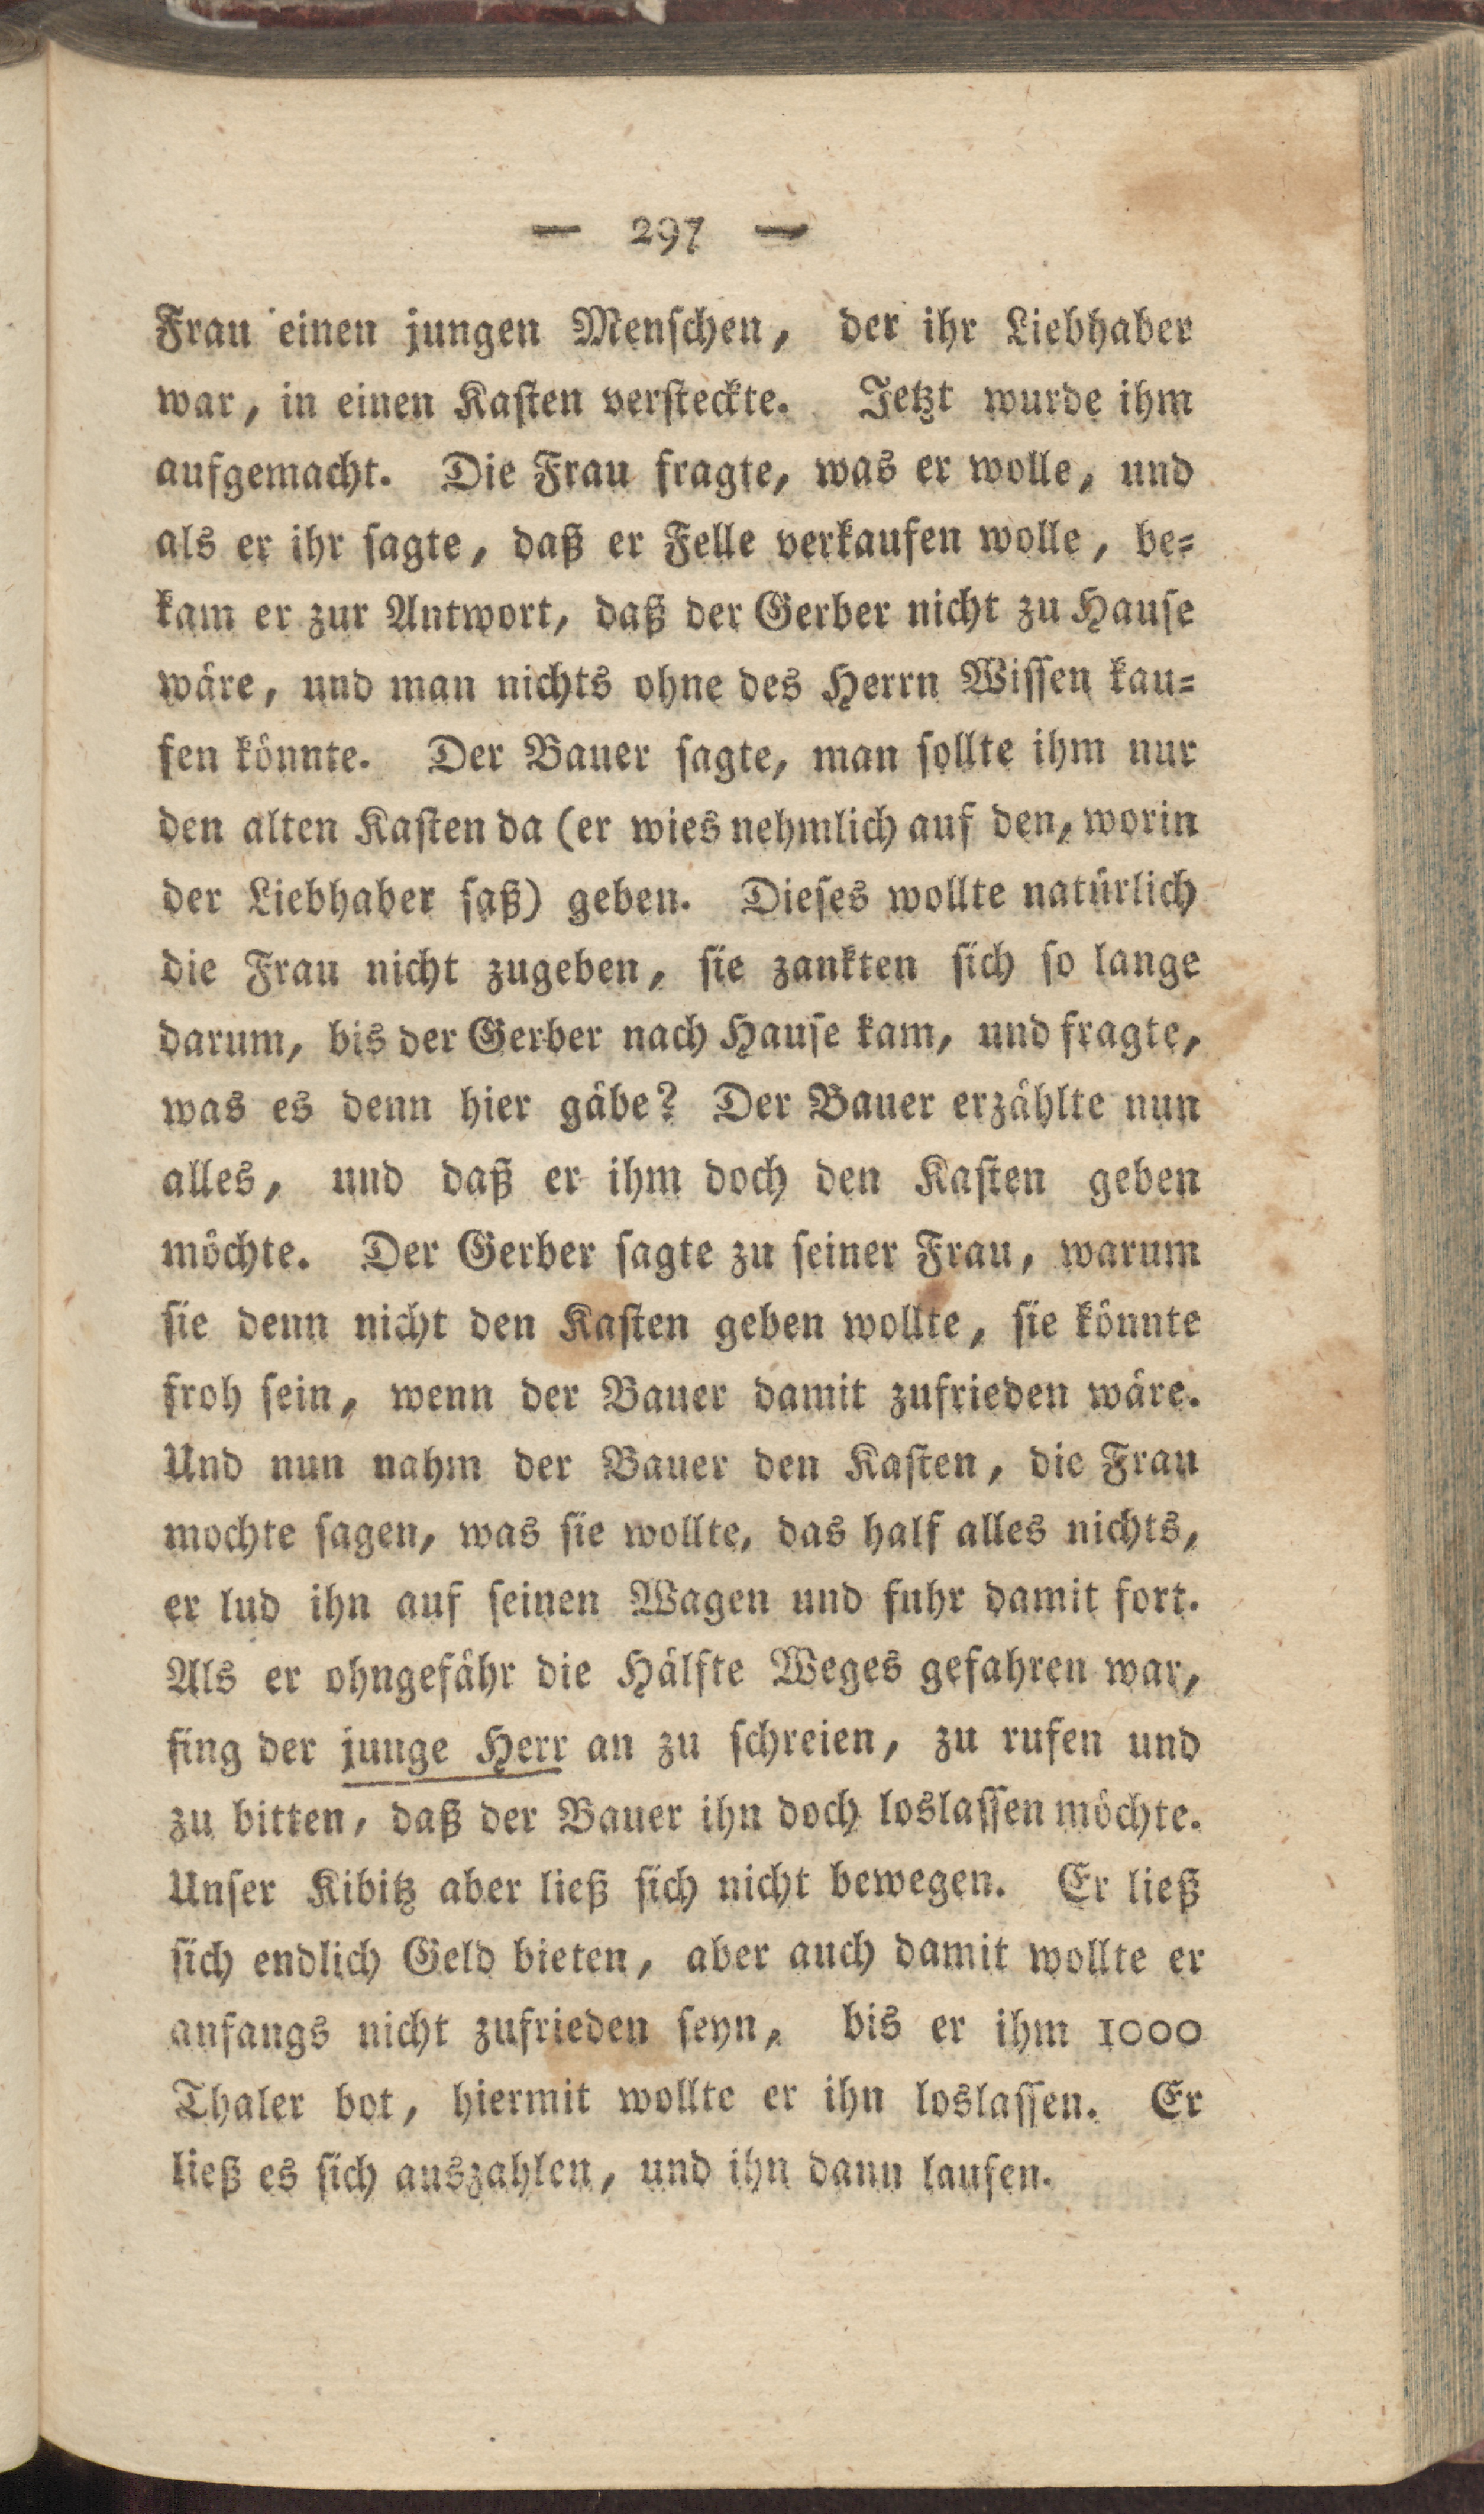 — 297 —
Frau einen jungen Menſchen, der ihr Liebhaber
war, in einen Kaſten verſteckte. Jetzt wurde ihm
aufgemacht. Die Frau fragte, was er wolle, und
als er ihr ſagte, daß er Felle verkaufen wolle, be⸗
kam er zur Antwort, daß der Gerber nicht zu Hauſe
wäre, und man nichts ohne des Herrn Wiſſen kau⸗
fen könnte. Der Bauer ſagte, man ſollte ihm nur
den alten Kaſten da (er wies nehmlich auf den, worin
der Liebhaber ſaß) geben. Dieſes wollte natürlich
die Frau nicht zugeben, ſie zankten ſich ſo lange
darum, bis der Gerber nach Hauſe kam, und fragte,
was es denn hier gäbe? Der Bauer erzählte nun
alles, und daß er ihm doch den Kaſten geben
möchte. Der Gerber ſagte zu ſeiner Frau, warum
ſie denn nicht den Kaſten geben wollte, ſie könnte
froh ſein, wenn der Bauer damit zufrieden wäre.
Und nun nahm der Bauer den Kaſten, die Frau
mochte ſagen, was ſie wollte, das half alles nichts,
er lud ihn auf ſeinen Wagen und fuhr damit fort.
Als er ohngefähr die Hälfte Weges gefahren war,
fing der junge Herr an zu ſchreien, zu rufen und
zu bitten, daß der Bauer ihn doch loslaſſen möchte.
Unſer Kibitz aber ließ ſich nicht bewegen. Er ließ
ſich endlich Geld bieten, aber auch damit wollte er
anfangs nicht zufrieden ſeyn, bis er ihm 1000
Thaler bot, hiermit wollte er ihn loslaſſen. Er
ließ es ſich auszahlen, und ihn dann laufen.